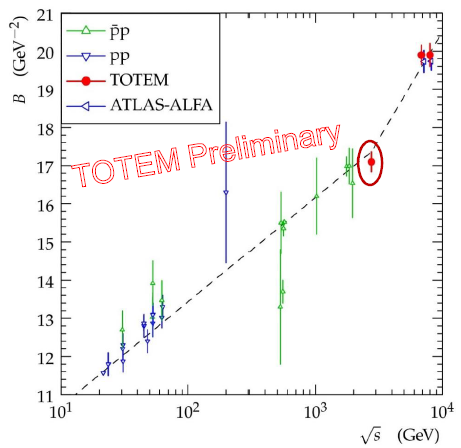 B (GeV⁻²)
21
20
19
18
17
16
15
14
13
12
11
p̄p
pp
TOTEM
ATLAS-ALFA
TOTEM Preliminary
10¹
10²
10³
10⁴
√s (GeV)